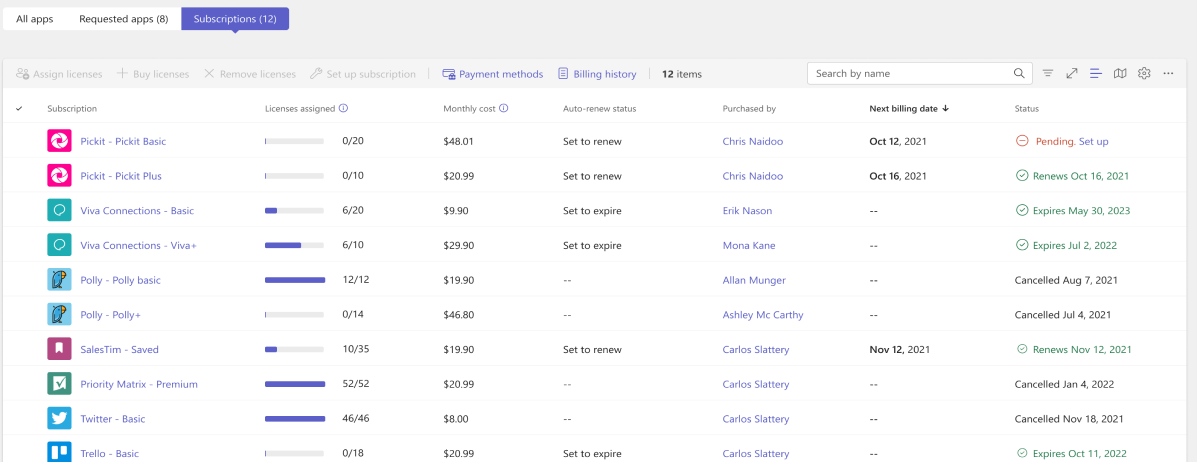 All apps Requested apps (8) Subscriptions (12)
Assign licenses Buy licenses Remove licenses Set up subscription Payment methods Billing history 12 items Search by name
Subscription Licenses assigned Monthly cost Auto-renew status Purchased by Next billing date Status
Pickit - Pickit Basic 0/20 $48.01 Set to renew Chris Naidoo Oct 12, 2021 Pending. Set up
Pickit - Pickit Plus 0/10 $20.99 Set to renew Chris Naidoo Oct 16, 2021 Renews Oct 16, 2021
Viva Connections - Basic 6/20 $9.90 Set to expire Erik Nason -- Expires May 30, 2023
Viva Connections - Viva+ 6/10 $29.90 Set to expire Mona Kane -- Expires Jul 2, 2022
Polly - Polly basic 12/12 $19.90 -- Allan Munger -- Cancelled Aug 7, 2021
Polly - Polly+ 0/14 $46.80 -- Ashley Mc Carthy -- Cancelled Jul 4, 2021
SalesTim - Saved 10/35 $19.90 Set to renew Carlos Slattery Nov 12, 2021 Renews Nov 12, 2021
Priority Matrix - Premium 52/52 $20.99 -- Carlos Slattery -- Cancelled Jan 4, 2022
Twitter - Basic 46/46 $8.00 -- Carlos Slattery -- Cancelled Nov 18, 2021
Trello - Basic 0/18 $20.99 Set to expire Carlos Slattery -- Expires Oct 11, 2022